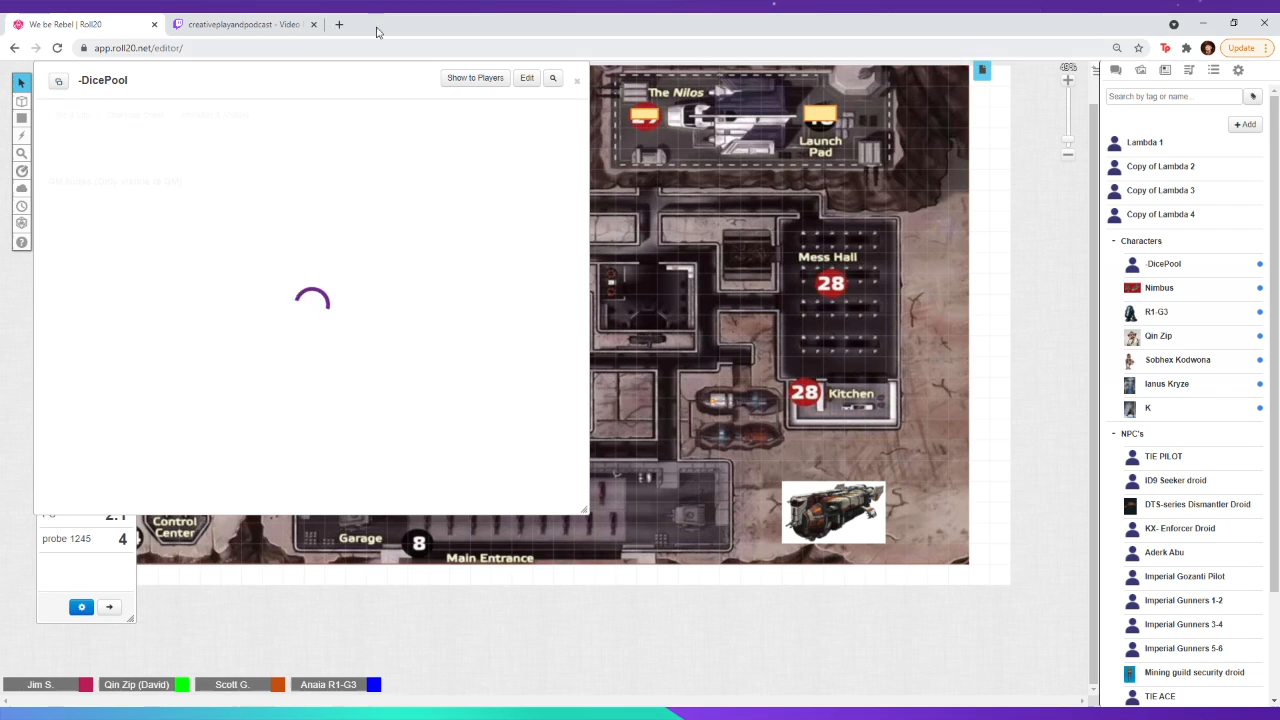 We be Rebel | Roll20
creativeplayandpodcast - Video
app.roll20.net/editor/
Update
-DicePool
Show to Players
Edit
48%
Search by tag or name...
+ Add
Lambda 1
Copy of Lambda 2
Copy of Lambda 3
Copy of Lambda 4
Characters
-DicePool
Nimbus
R1-G3
Qin Zip
Sobhex Kodwona
Ianus Kryze
K
NPC's
TIE PILOT
ID9 Seeker droid
DTS-series Dismantler Droid
KX- Enforcer Droid
Aderk Abu
Imperial Gozanti Pilot
Imperial Gunners 1-2
Imperial Gunners 3-4
Imperial Gunners 5-6
Mining guild security droid
TIE ACE
The Nilos
Launch
Pad
Mess Hall
28
28
Kitchen
probe 1245 4
Control
Center
Garage
8
Main Entrance
Jim S.
Qin Zip (David)
Scott G.
Anaia R1-G3